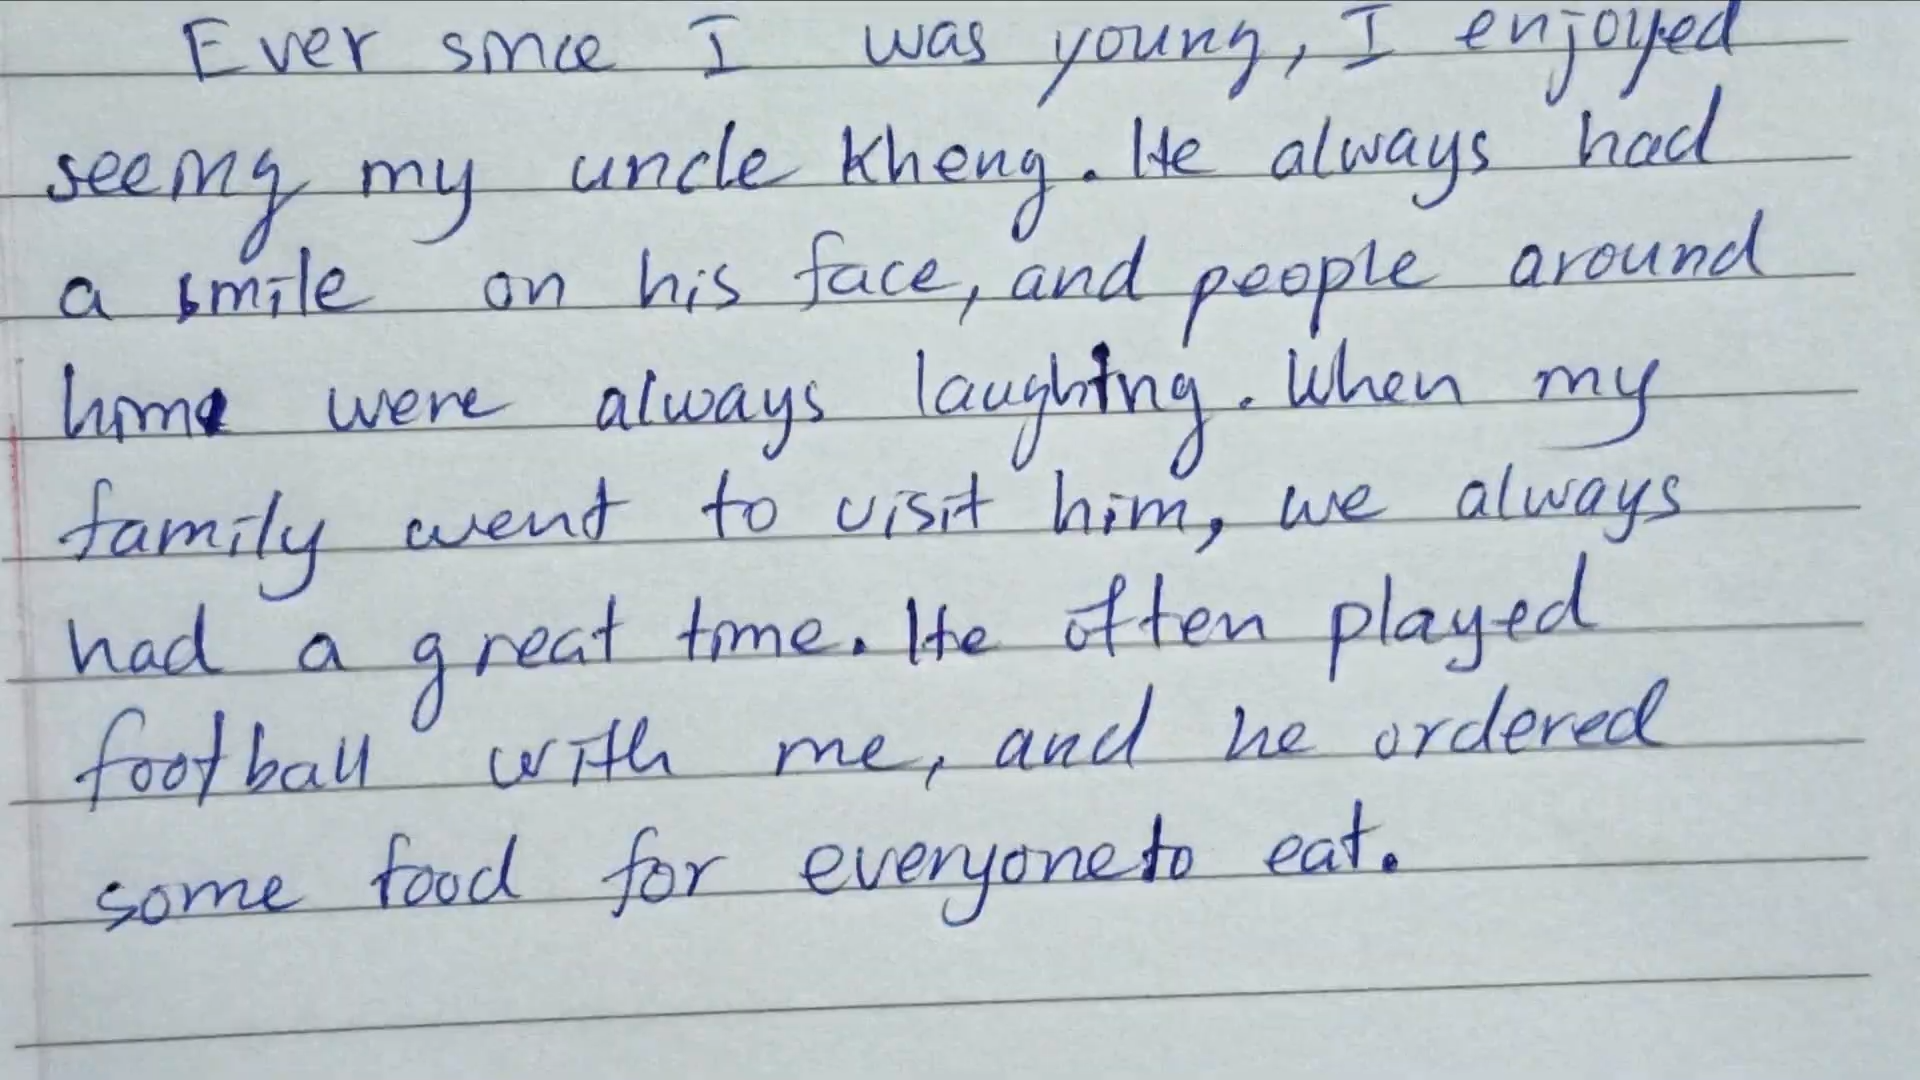 Ever since I was young, I enjoyed
seeing my uncle Kheng. He always had
a smile on his face, and people around
him were always laughing. When my
family went to visit him, we always
had a great time. He often played
football with me, and he ordered
some food for everyone to eat.